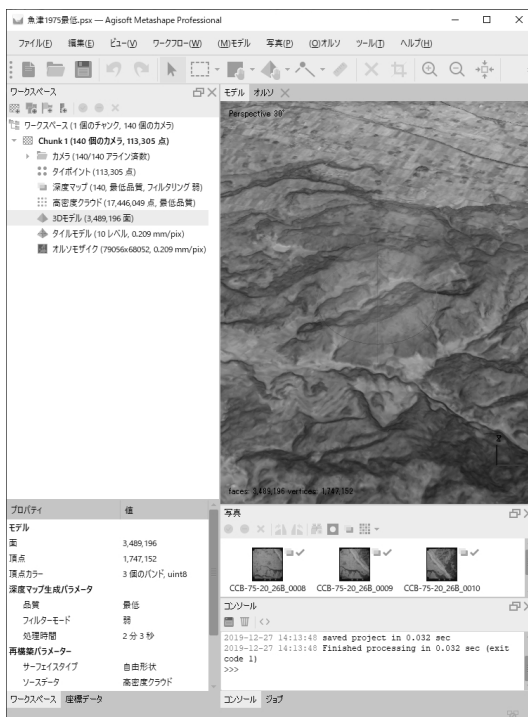 魚津1975最低.psx — Agisoft Metashape Professional
ファイル(F) 編集(E) ビュー(V) ワークフロー(W) (M)モデル 写真(P) (O)オルソ ツール(T) ヘルプ(H)
ワークスペース
ワークスペース (1 個のチャンク, 140 個のカメラ)
Chunk 1 (140 個のカメラ, 113,305 点)
カメラ (140/140 アライン済数)
タイポイント (113,305 点)
深度マップ (140, 最低品質, フィルタリング 弱)
高密度クラウド (17,446,049 点, 最低品質)
3Dモデル (3,489,196 面)
タイルモデル (10 レベル, 0.209 mm/pix)
オルソモザイク (79056x68052, 0.209 mm/pix)
モデル オルソ
Perspective 30°
faces: 3,489,196 vertices: 1,747,152
プロパティ 値
モデル
面 3,489,196
頂点 1,747,152
頂点カラー 3 個のバンド, uint8
深度マップ生成パラメータ
品質 最低
フィルターモード 弱
処理時間 2 分 3 秒
再構築パラメーター
サーフェイスタイプ 自由形状
ソースデータ 高密度クラウド
ワークスペース 座標データ
写真
CCB-75-20_26B_0008 CCB-75-20_26B_0009 CCB-75-20_26B_0010
コンソール
2019-12-27 14:13:48 saved project in 0.032 sec
2019-12-27 14:13:48 Finished processing in 0.032 sec (exit
code 1)
>>>
コンソール ジョブ